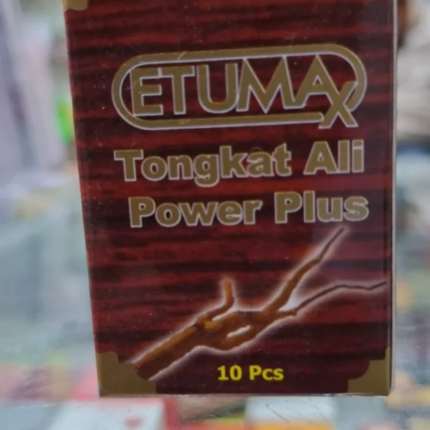 ETUMAX
Tongkat Ali
Power Plus
10 Pcs